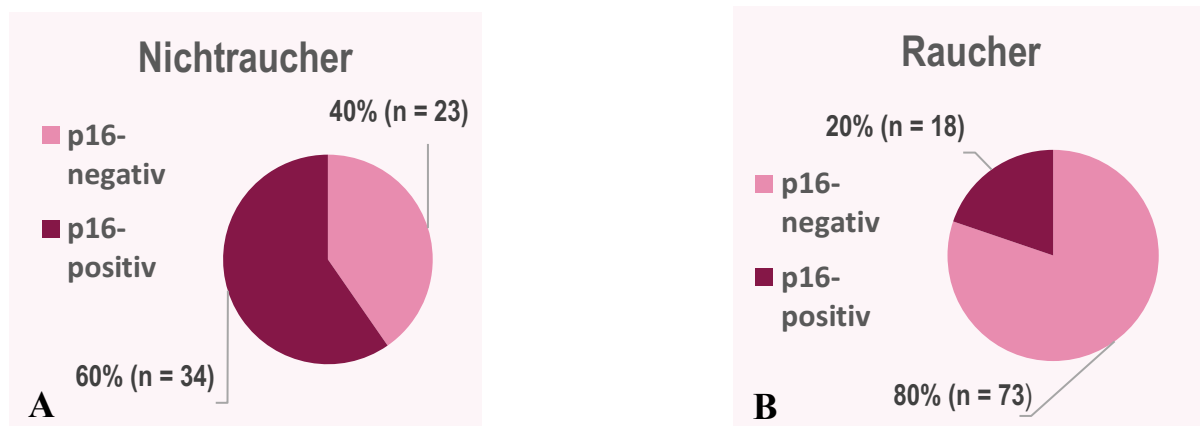 Nichtraucher
40% (n = 23)
p16-
negativ
p16-
positiv
60% (n = 34)
A
Raucher
20% (n = 18)
p16-
negativ
p16-
positiv
80% (n = 73)
B